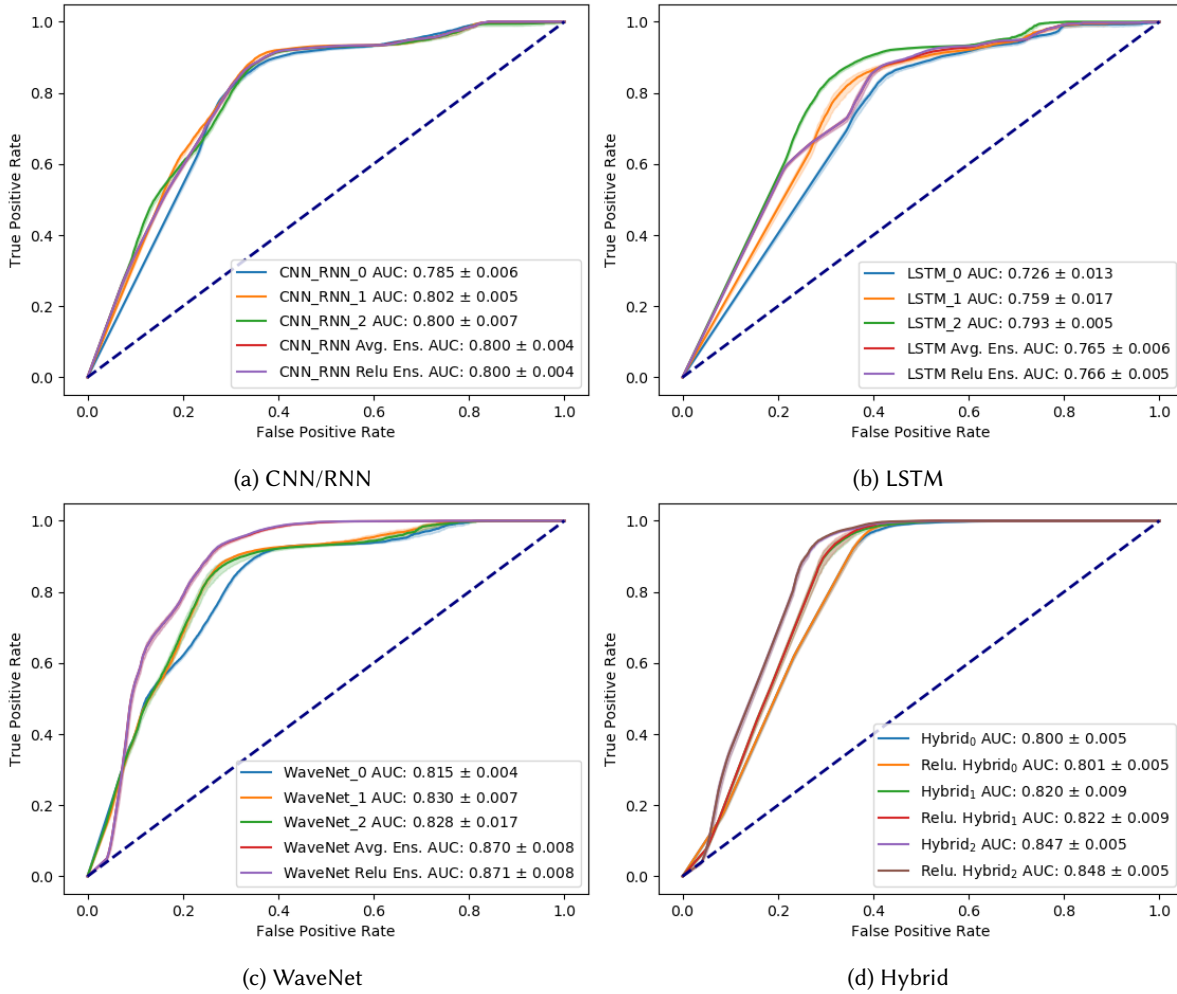 1.0
0.8
0.6
0.4
0.2
0.0
True Positive Rate
CNN_RNN_0 AUC: 0.785 ± 0.006
CNN_RNN_1 AUC: 0.802 ± 0.005
CNN_RNN_2 AUC: 0.800 ± 0.007
CNN_RNN Avg. Ens. AUC: 0.800 ± 0.004
CNN_RNN Relu Ens. AUC: 0.800 ± 0.004
0.0 0.2 0.4 0.6 0.8 1.0
False Positive Rate
(a) CNN/RNN
1.0
0.8
0.6
0.4
0.2
0.0
True Positive Rate
LSTM_0 AUC: 0.726 ± 0.013
LSTM_1 AUC: 0.759 ± 0.017
LSTM_2 AUC: 0.793 ± 0.005
LSTM Avg. Ens. AUC: 0.765 ± 0.006
LSTM Relu Ens. AUC: 0.766 ± 0.005
0.0 0.2 0.4 0.6 0.8 1.0
False Positive Rate
(b) LSTM
1.0
0.8
0.6
0.4
0.2
0.0
True Positive Rate
WaveNet_0 AUC: 0.815 ± 0.004
WaveNet_1 AUC: 0.830 ± 0.007
WaveNet_2 AUC: 0.828 ± 0.017
WaveNet Avg. Ens. AUC: 0.870 ± 0.008
WaveNet Relu Ens. AUC: 0.871 ± 0.008
0.0 0.2 0.4 0.6 0.8 1.0
False Positive Rate
(c) WaveNet
1.0
0.8
0.6
0.4
0.2
0.0
True Positive Rate
Hybrid₀ AUC: 0.800 ± 0.005
Relu. Hybrid₀ AUC: 0.801 ± 0.005
Hybrid₁ AUC: 0.820 ± 0.009
Relu. Hybrid₁ AUC: 0.822 ± 0.009
Hybrid₂ AUC: 0.847 ± 0.005
Relu. Hybrid₂ AUC: 0.848 ± 0.005
0.0 0.2 0.4 0.6 0.8 1.0
False Positive Rate
(d) Hybrid